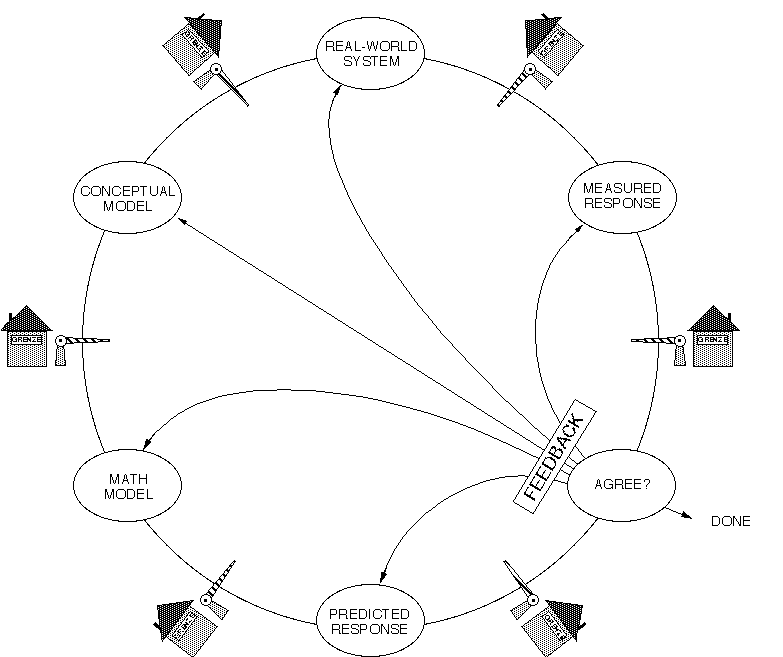 REAL-WORLD
SYSTEM
CONCEPTUAL
MODEL
MEASURED
RESPONSE
GRENZE
GRENZE
FEEDBACK
MATH
MODEL
AGREE?
DONE
PREDICTED
RESPONSE